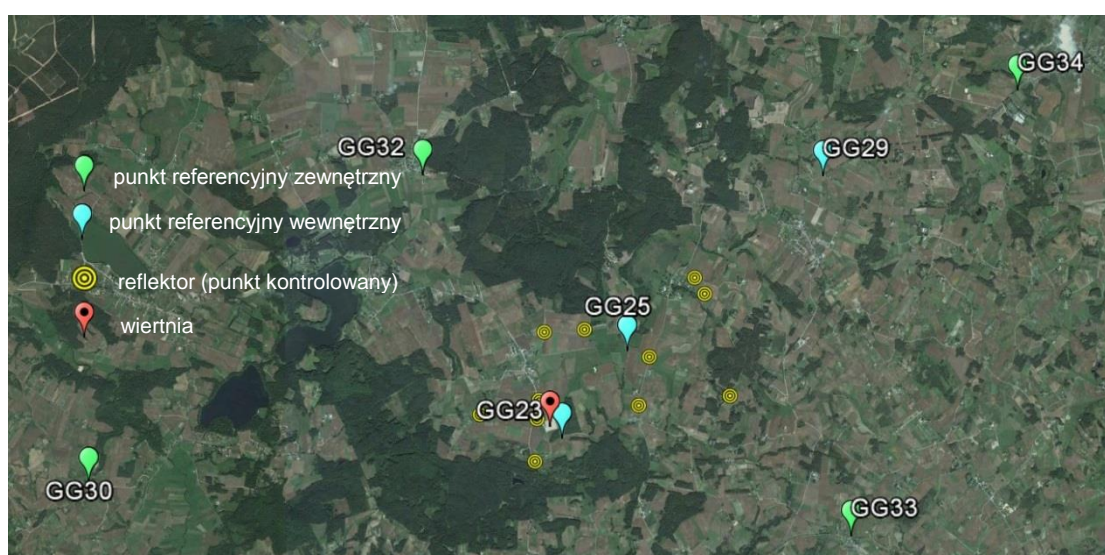 GG34
GG32
GG29
punkt referencyjny zewnętrzny
punkt referencyjny wewnętrzny
reflektor (punkt kontrolowany)
GG25
wiertnia
GG23
GG30
GG33